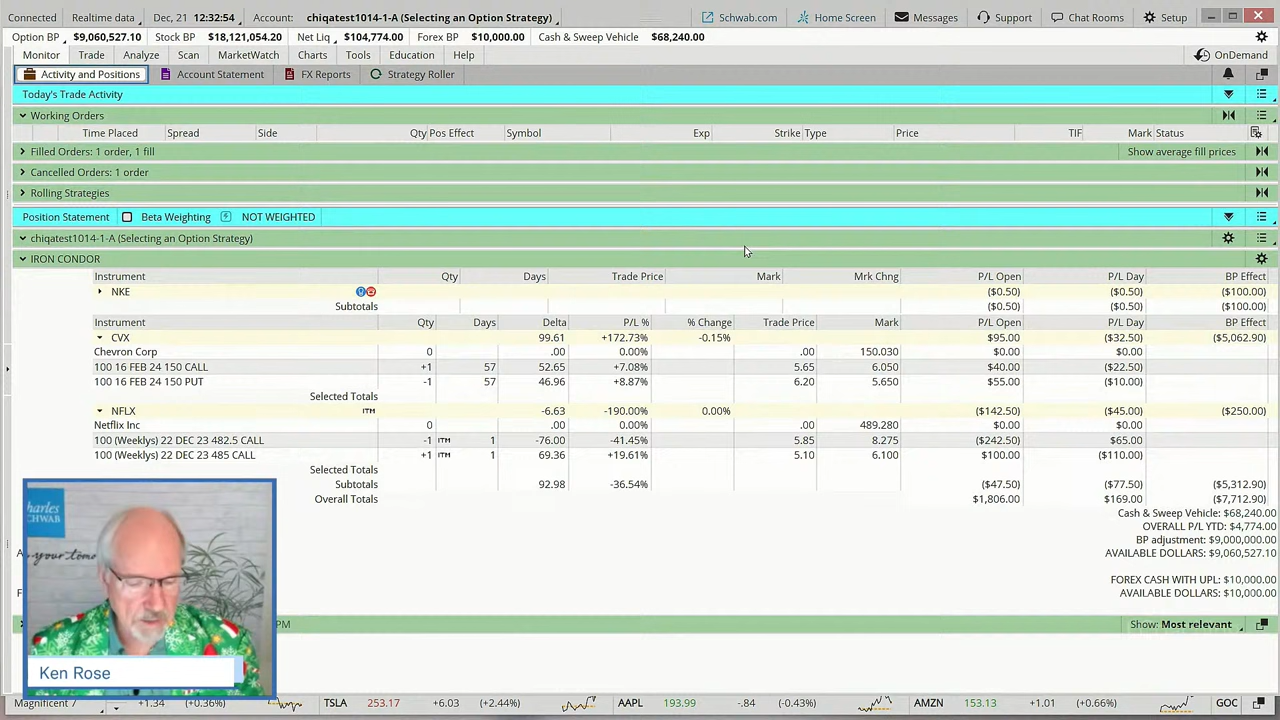 Connected Realtime data Dec, 21 12:32:54 Account: chiqatest1014-1-A (Selecting an Option Strategy) Schwab.com Home Screen Messages Support Chat Rooms Setup
Option BP $9,060,527.10 Stock BP $18,121,054.20 Net Liq $104,774.00 Forex BP $10,000.00 Cash & Sweep Vehicle $68,240.00
Monitor Trade Analyze Scan MarketWatch Charts Tools Education Help OnDemand
Activity and Positions Account Statement FX Reports Strategy Roller
Today's Trade Activity
Working Orders
Time Placed Spread Side Qty Pos Effect Symbol Exp Strike Type Price TIF Mark Status
Filled Orders: 1 order, 1 fill Show average fill prices
Cancelled Orders: 1 order
Rolling Strategies
Position Statement Beta Weighting NOT WEIGHTED
chiqatest1014-1-A (Selecting an Option Strategy)
IRON CONDOR
Instrument Qty Days Trade Price Mark Mrk Chng P/L Open P/L Day BP Effect
NKE ($0.50) ($0.50) ($100.00)
Subtotals ($0.50) ($0.50) ($100.00)
Instrument Qty Days Delta P/L % % Change Trade Price Mark P/L Open P/L Day BP Effect
CVX 99.61 +172.73% -0.15% $95.00 ($32.50) ($5,062.90)
Chevron Corp 0 .00 0.00% .00 150.030 $0.00 $0.00
100 16 FEB 24 150 CALL +1 57 52.65 +7.08% 5.65 6.050 $40.00 ($22.50)
100 16 FEB 24 150 PUT -1 57 46.96 +8.87% 6.20 5.650 $55.00 ($10.00)
Selected Totals
NFLX ITM -6.63 -190.00% 0.00% ($142.50) ($45.00) ($250.00)
Netflix Inc 0 .00 0.00% .00 489.280 $0.00 $0.00
100 (Weeklys) 22 DEC 23 482.5 CALL -1 ITM 1 -76.00 -41.45% 5.85 8.275 ($242.50) $65.00
100 (Weeklys) 22 DEC 23 485 CALL +1 ITM 1 69.36 +19.61% 5.10 6.100 $100.00 ($110.00)
Selected Totals
Subtotals 92.98 -36.54% ($47.50) ($77.50) ($5,312.90)
Overall Totals $1,806.00 $169.00 ($7,712.90)
Cash & Sweep Vehicle: $68,240.00
OVERALL P/L YTD: $4,774.00
BP adjustment: $9,000,000.00
AVAILABLE DOLLARS: $9,060,527.10
FOREX CASH WITH UPL: $10,000.00
AVAILABLE DOLLARS: $10,000.00
PM Show: Most relevant
Ken Rose
Magnificent 7 +1.34 (+0.36%) TSLA 253.17 +6.03 (+2.44%) AAPL 193.99 -.84 (-0.43%) AMZN 153.13 +1.01 (+0.66%) GOC